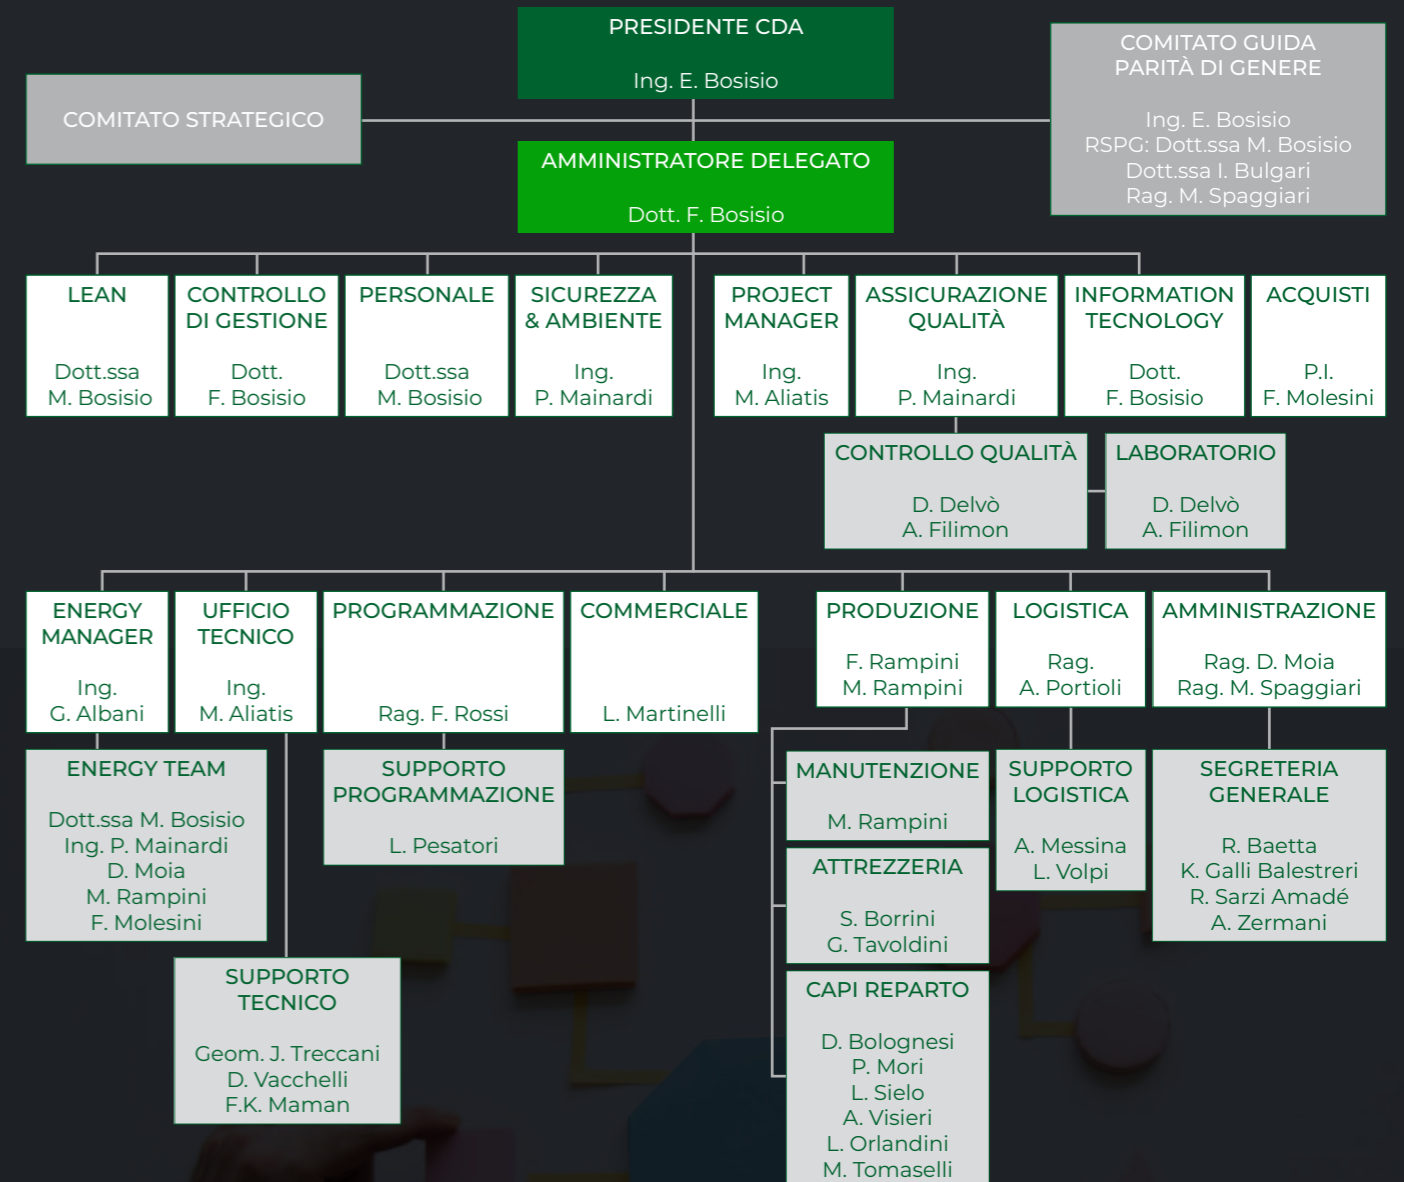 PRESIDENTE CDA
Ing. E. Bosisio
COMITATO GUIDA
PARITÀ DI GENERE
Ing. E. Bosisio
RSPG: Dott.ssa M. Bosisio
Dott.ssa I. Bulgari
Rag. M. Spaggiari
COMITATO STRATEGICO
AMMINISTRATORE DELEGATO
Dott. F. Bosisio
LEAN
Dott.ssa
M. Bosisio
CONTROLLO
DI GESTIONE
Dott.
F. Bosisio
PERSONALE
Dott.ssa
M. Bosisio
SICUREZZA
& AMBIENTE
Ing.
P. Mainardi
PROJECT
MANAGER
Ing.
M. Aliatis
ASSICURAZIONE
QUALITÀ
Ing.
P. Mainardi
INFORMATION
TECNOLOGY
Dott.
F. Bosisio
ACQUISTI
P.I.
F. Molesini
CONTROLLO QUALITÀ
D. Delvò
A. Filimon
LABORATORIO
D. Delvò
A. Filimon
ENERGY
MANAGER
Ing.
G. Albani
UFFICIO
TECNICO
Ing.
M. Aliatis
PROGRAMMAZIONE
Rag. F. Rossi
COMMERCIALE
L. Martinelli
PRODUZIONE
F. Rampini
M. Rampini
LOGISTICA
Rag.
A. Portioli
AMMINISTRAZIONE
Rag. D. Moia
Rag. M. Spaggiari
ENERGY TEAM
Dott.ssa M. Bosisio
Ing. P. Mainardi
D. Moia
M. Rampini
F. Molesini
SUPPORTO
PROGRAMMAZIONE
L. Pesatori
MANUTENZIONE
M. Rampini
SUPPORTO
LOGISTICA
A. Messina
L. Volpi
SEGRETERIA
GENERALE
R. Baetta
K. Galli Balestreri
R. Sarzi Amadé
A. Zermani
ATTREZZERIA
S. Borrini
G. Tavoldini
SUPPORTO
TECNICO
Geom. J. Treccani
D. Vacchelli
F.K. Maman
CAPI REPARTO
D. Bolognesi
P. Mori
L. Sielo
A. Visieri
L. Orlandini
M. Tomaselli